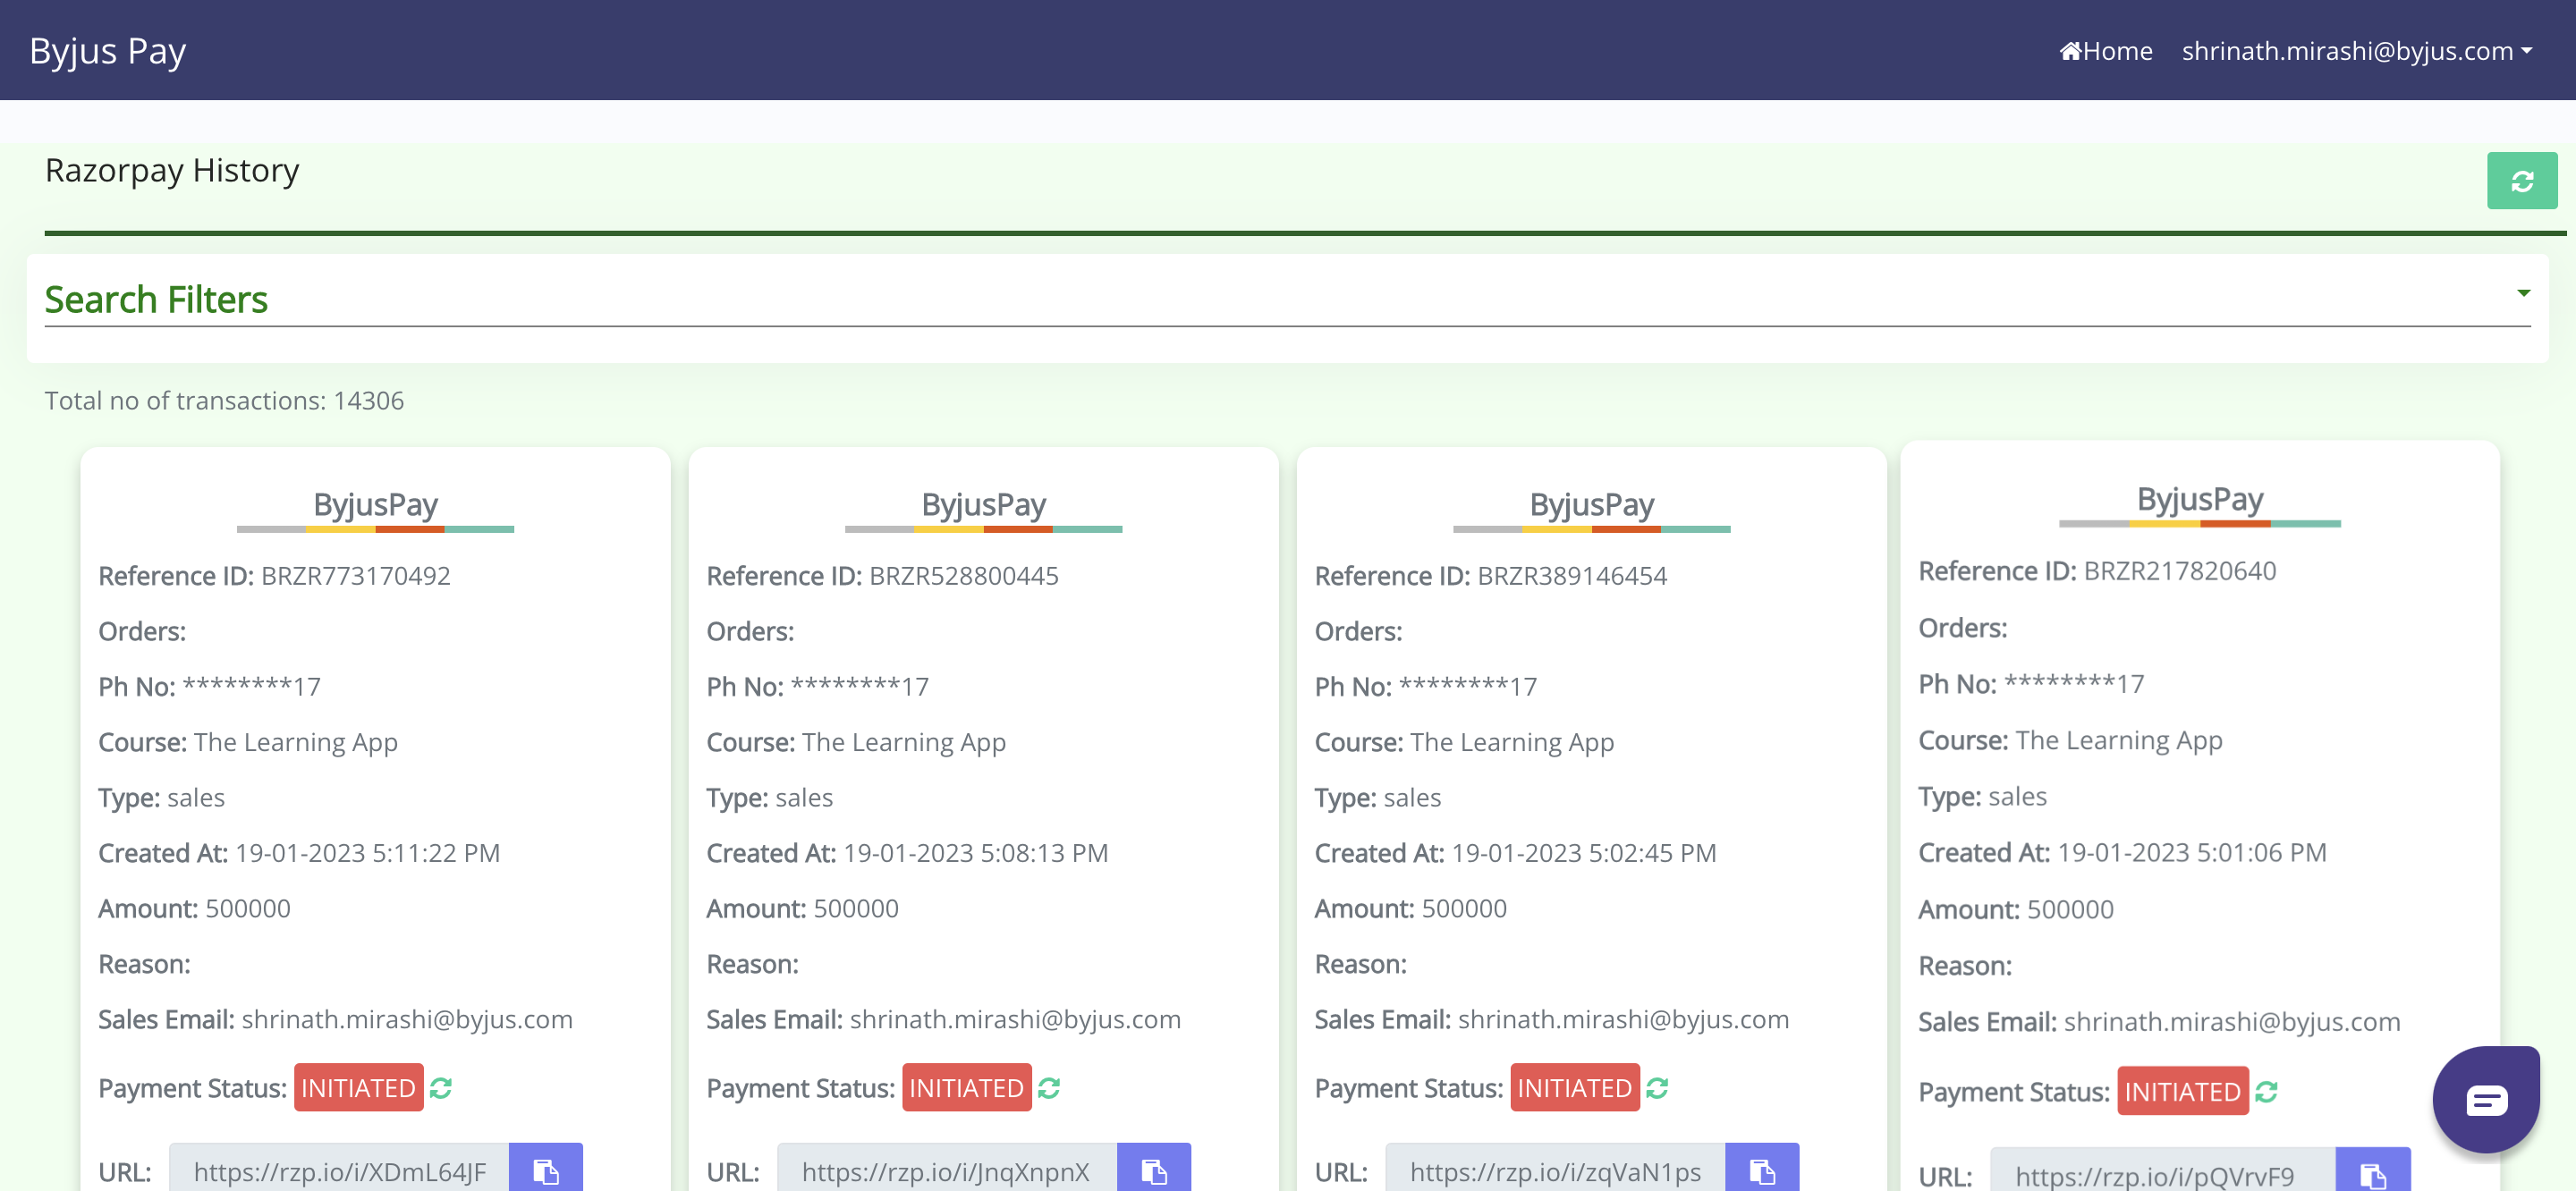 Byjus Pay
Home shrinath.mirashi@byjus.com
Razorpay History
Search Filters
Total no of transactions: 14306
ByjusPay
Reference ID: BRZR773170492
Orders:
Ph No: ********17
Course: The Learning App
Type: sales
Created At: 19-01-2023 5:11:22 PM
Amount: 500000
Reason:
Sales Email: shrinath.mirashi@byjus.com
Payment Status: INITIATED
URL: https://rzp.io/i/XDmL64JF
ByjusPay
Reference ID: BRZR528800445
Orders:
Ph No: ********17
Course: The Learning App
Type: sales
Created At: 19-01-2023 5:08:13 PM
Amount: 500000
Reason:
Sales Email: shrinath.mirashi@byjus.com
Payment Status: INITIATED
URL: https://rzp.io/i/JnqXnpnX
ByjusPay
Reference ID: BRZR389146454
Orders:
Ph No: ********17
Course: The Learning App
Type: sales
Created At: 19-01-2023 5:02:45 PM
Amount: 500000
Reason:
Sales Email: shrinath.mirashi@byjus.com
Payment Status: INITIATED
URL: https://rzp.io/i/zqVaN1ps
ByjusPay
Reference ID: BRZR217820640
Orders:
Ph No: ********17
Course: The Learning App
Type: sales
Created At: 19-01-2023 5:01:06 PM
Amount: 500000
Reason:
Sales Email: shrinath.mirashi@byjus.com
Payment Status: INITIATED
URL: https://rzp.io/i/pQVrvF9